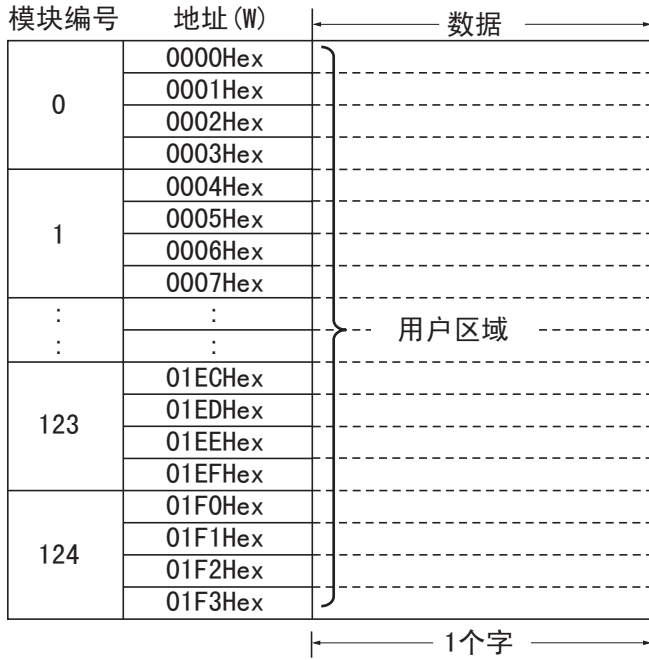 模块编号 地址(W) 数据
0 0000Hex
0001Hex
0002Hex
0003Hex
1 0004Hex
0005Hex
0006Hex
0007Hex
: :
: :
用户区域
123 01ECHex
01EDHex
01EEHex
01EFHex
124 01F0Hex
01F1Hex
01F2Hex
01F3Hex
1个字